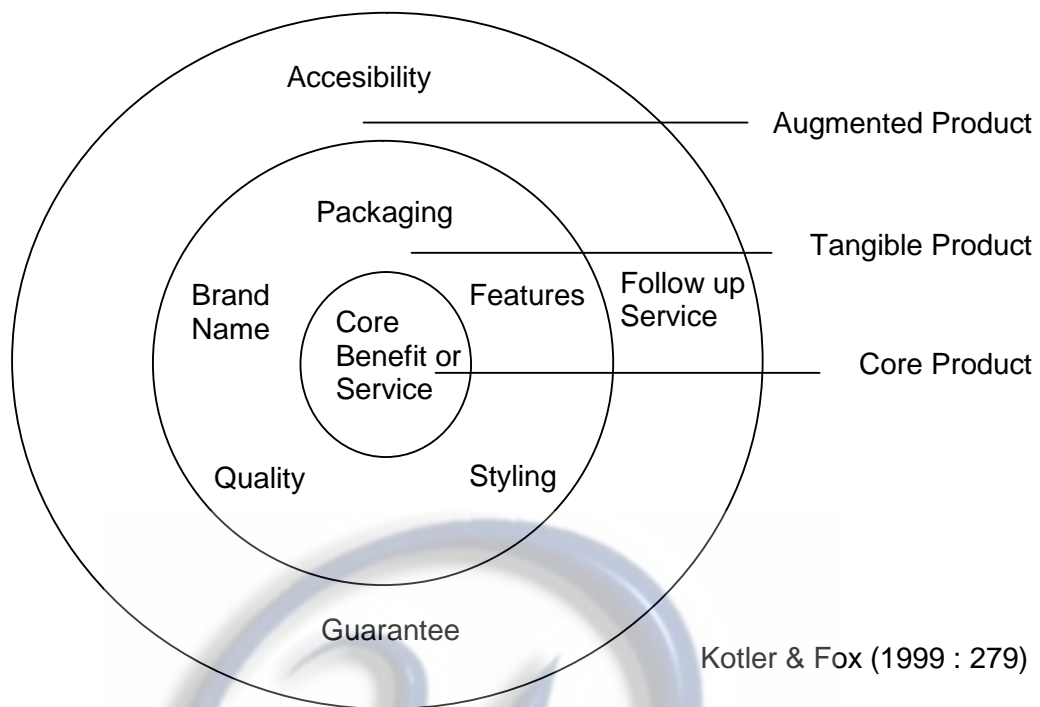 Accesibility
Augmented Product
Packaging
Tangible Product
Brand
Name
Features
Follow up
Service
Core
Benefit or
Service
Core Product
Quality
Styling
Guarantee
Kotler & Fox (1999 : 279)